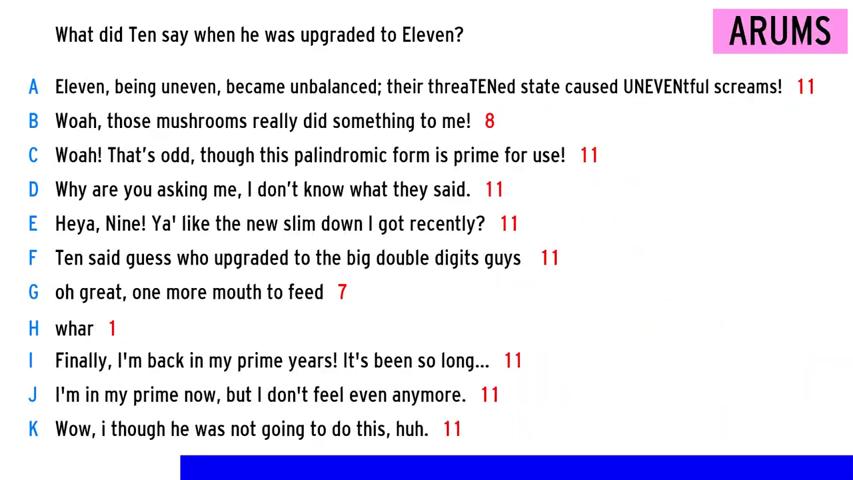 What did Ten say when he was upgraded to Eleven?
ARUMS
A Eleven, being uneven, became unbalanced; their threaTENed state caused UNEVENtful screams! 11
B Woah, those mushrooms really did something to me! 8
C Woah! That's odd, though this palindromic form is prime for use! 11
D Why are you asking me, I don't know what they said. 11
E Heya, Nine! Ya' like the new slim down I got recently? 11
F Ten said guess who upgraded to the big double digits guys 11
G oh great, one more mouth to feed 7
H whar 1
I Finally, I'm back in my prime years! It's been so long... 11
J I'm in my prime now, but I don't feel even anymore. 11
K Wow, i though he was not going to do this, huh. 11